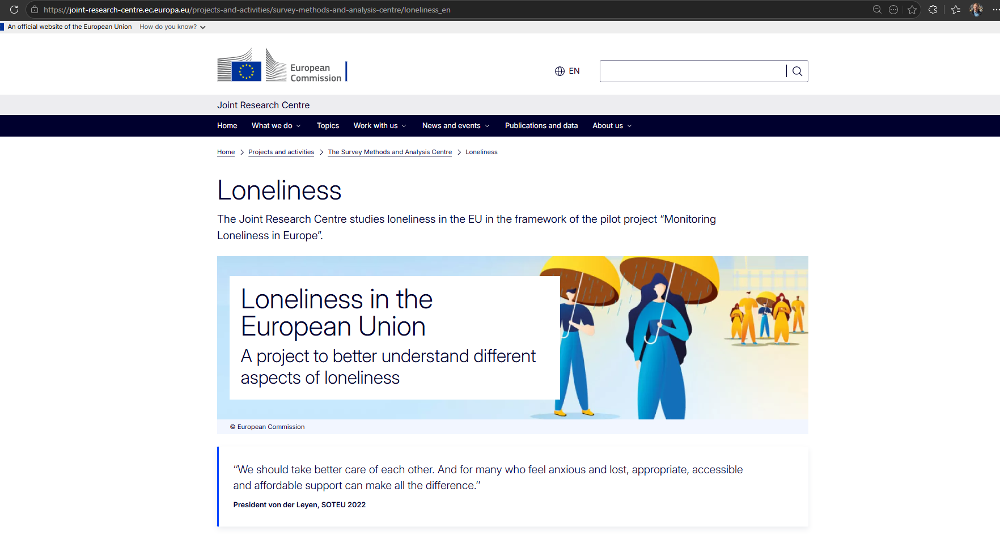 https://joint-research-centre.ec.europa.eu/projects-and-activities/survey-methods-and-analysis-centre/loneliness_en
An official website of the European Union How do you know?
European
Commission
EN
Joint Research Centre
Home What we do Topics Work with us News and events Publications and data About us
Home > Projects and activities > The Survey Methods and Analysis Centre > Loneliness
Loneliness
The Joint Research Centre studies loneliness in the EU in the framework of the pilot project “Monitoring
Loneliness in Europe”.
Loneliness in the
European Union
A project to better understand different
aspects of loneliness
© European Commission
‘’We should take better care of each other. And for many who feel anxious and lost, appropriate, accessible
and affordable support can make all the difference.’’
President von der Leyen, SOTEU 2022